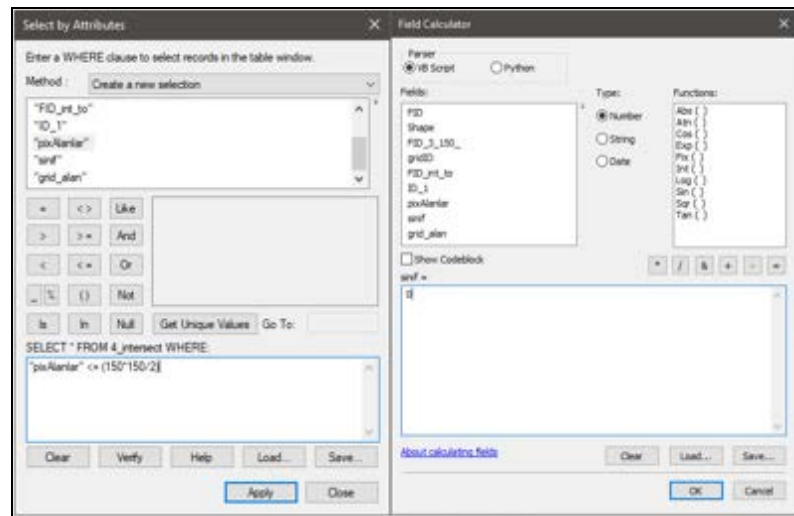 Select by Attributes
Enter a WHERE clause to select records in the table window.
Method : Create a new selection
"FID_int_to"
"ID_1"
"pixAlanlar"
"sinif"
"grid_alan"
= <> Like
> >= And
< <= Or
_ % () Not
Is In Null Get Unique Values Go To:
SELECT * FROM 4_intersect WHERE:
"pixAlanlar" <= (150*150/2)
Clear Verify Help Load... Save...
Apply Close
Field Calculator
Parser
VB Script Python
Fields: Type: Functions:
FID
Shape
FID_3_150_
gridID
FID_int_to
ID_1
pixAlanlar
sinif
grid_alan
Number
String
Date
Abs ( )
Atn ( )
Cos ( )
Exp ( )
Fix ( )
Int ( )
Log ( )
Sin ( )
Sqr ( )
Tan ( )
Show Codeblock
* / & + - =
sinif =
0
About calculating fields
Clear Load... Save...
OK Cancel